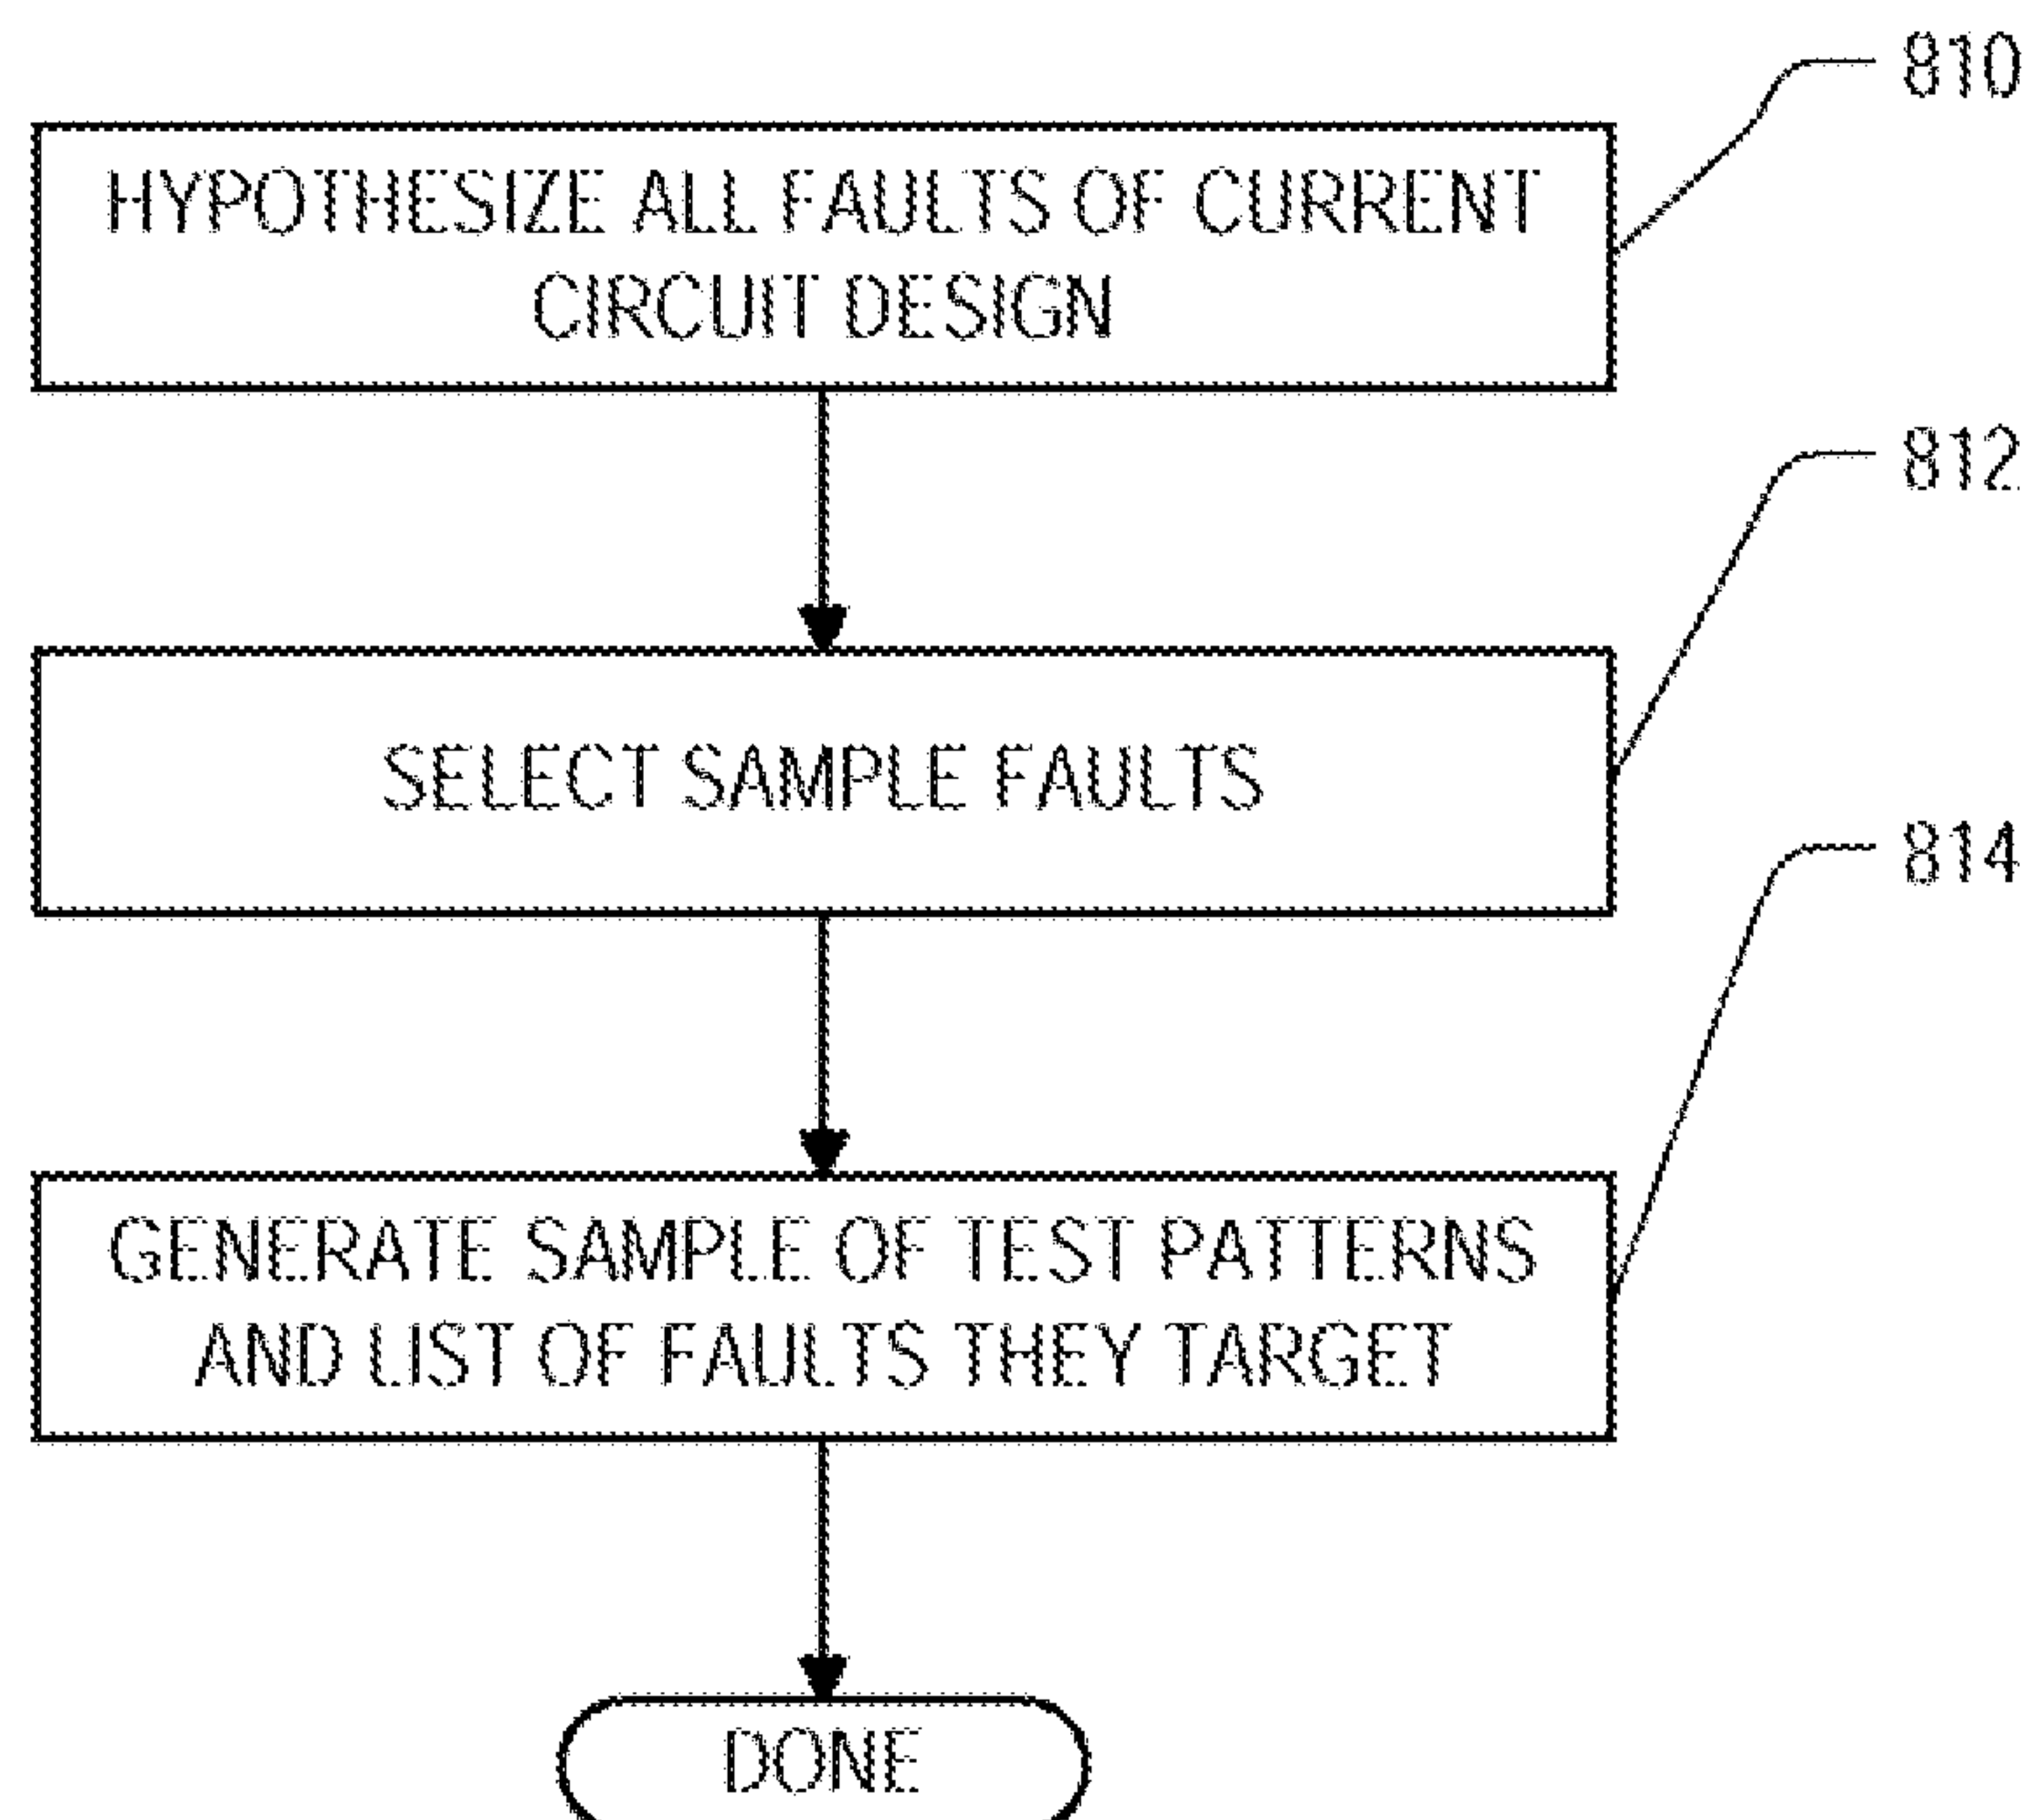 810
HYPOTHESIZE ALL FAULTS OF CURRENT
CIRCUIT DESIGN
812
SELECT SAMPLE FAULTS
814
GENERATE SAMPLE OF TEST PATTERNS
AND LIST OF FAULTS THEY TARGET
DONE